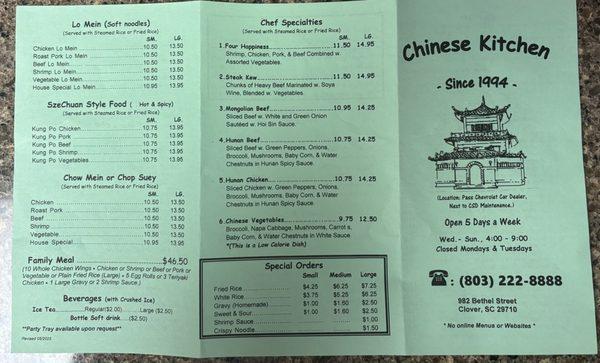 Lo Mein (Soft noodles)
(Served with Steamed Rice or Fried Rice)
SM. LG.
Chicken Lo Mein 10.50 13.50
Roast Pork Lo Mein 10.50 13.50
Beef Lo Mein 10.50 13.50
Shrimp Lo Mein 10.50 13.50
Vegetable Lo Mein 10.50 13.50
House Special Lo Mein 10.95 13.95
SzeChuan Style Food ( Hot & Spicy)
(Served with Steamed Rice or Fried Rice)
SM. LG.
Kung Po Chicken 10.75 13.95
Kung Po Pork 10.75 13.95
Kung Po Beef 10.75 13.95
Kung Po Shrimp 10.75 13.95
Kung Po Vegetables 10.75 13.95
Chow Mein or Chop Suey
(Served with Steamed Rice or Fried Rice)
SM. LG.
Chicken 10.50 13.50
Roast Pork 10.50 13.50
Beef 10.50 13.50
Shrimp 10.50 13.50
Vegetable 10.50 13.50
House Special 10.95 13.95
Family Meal $46.50
(10 Whole Chicken Wings • Chicken or Shrimp or Beef or Pork or
Vegetable or Plain Fried Rice (Large) • 5 Egg Rolls or 3 Teriyaki
Chicken • 1 Large Gravy or 2 Shrimp Sauce.)
Beverages (with Crushed Ice)
Ice Tea Regular($2.00) Large ($2.50)
Bottle Soft drink ($2.50)
**Party Tray available upon request**
Chef Specialties
(Served with Steamed Rice or Fried Rice)
SM. LG.
1. Four Happiness 11.50 14.95
Shrimp, Chicken, Pork, & Beef Combined w.
Assorted Vegetables.
2. Steak Kew 11.50 14.95
Chunks of Heavy Beef Marinated w. Soya
Wine, Blended w. Vegetables.
3. Mongolian Beef 10.95 14.25
Sliced Beef w. White and Green Onion
Sautéed w. Hoi Sin Sauce.
4. Hunan Beef 10.75 14.25
Sliced Beef w. Green Peppers, Onions,
Broccoli, Mushrooms, Baby Corn, & Water
Chestnuts in Hunan Spicy Sauce.
5. Hunan Chicken 10.75 14.25
Sliced Chicken w. Green Peppers, Onions,
Broccoli, Mushrooms, Baby Corn, & Water
Chestnuts in Hunan Spicy Sauce.
6. Chinese Vegetables 9.75 12.50
Broccoli, Napa Cabbage, Mushrooms, Carrot s,
Baby Corn, & Water Chestnuts in White Sauce
*(This is a Low Calorie Dish)
Special Orders
Small Medium Large
Fried Rice $4.25 $6.25 $7.25
White Rice $3.75 $5.25 $6.25
Gravy (Homemade) $1.00 $1.60 $2.50
Sweet & Sour $1.00 $1.60 $2.50
Shrimp Sauce $1.00
Crispy Noodle $1.50
Chinese Kitchen
- Since 1994 -
(Location: Pass Chevrolet Car Dealer,
Next to CSD Maintenance.)
Open 5 Days a Week
Wed.- Sun., 4:00 - 9:00
Closed Mondays & Tuesdays
: (803) 222-8888
982 Bethel Street
Clover, SC 29710
* No online Menus or Websites *